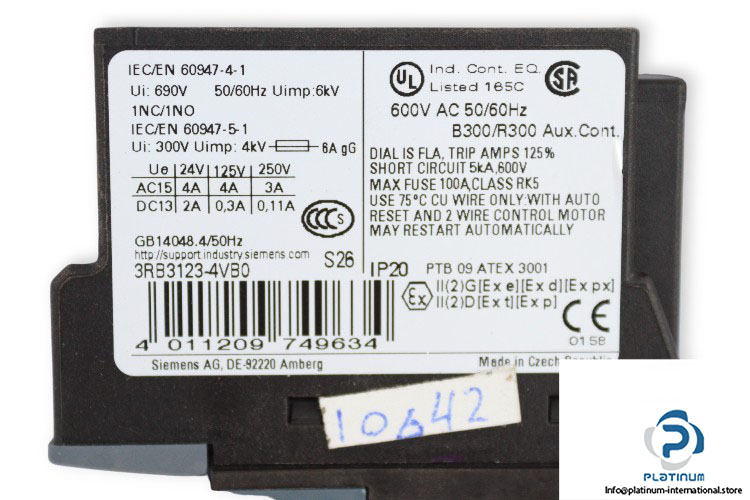 IEC/EN 60947-4-1
Ui: 690V 50/60Hz Uimp:6kV
1NC/1NO
IEC/EN 60947-5-1
Ui: 300V Uimp: 4kV 6A gG
Ue 24V 125V 250V
AC15 4A 4A 3A
DC13 2A 0,3A 0,11A
CCC S
GB14048.4/50Hz
http://support.industry.siemens.com
3RB3123-4VB0 S26
UL Ind. Cont. EQ. SA
Listed 165C
600V AC 50/60Hz
B300/R300 Aux.Cont.
DIAL IS FLA, TRIP AMPS 125%
SHORT CIRCUIT 5kA,600V
MAX FUSE 100A,CLASS RK5
USE 75°C CU WIRE ONLY:WITH AUTO
RESET AND 2 WIRE CONTROL MOTOR
MAY RESTART AUTOMATICALLY
IP20 PTB 09 ATEX 3001
Ex II(2)G[Ex e][Ex d][Ex px]
II(2)D[Ex t][Ex p]
CE
0158
4 011209 749634
Siemens AG, DE-92220 Amberg Made in Czech
10642
P
PLATINUM
INTERNATIONAL
Info@platinum-international.store